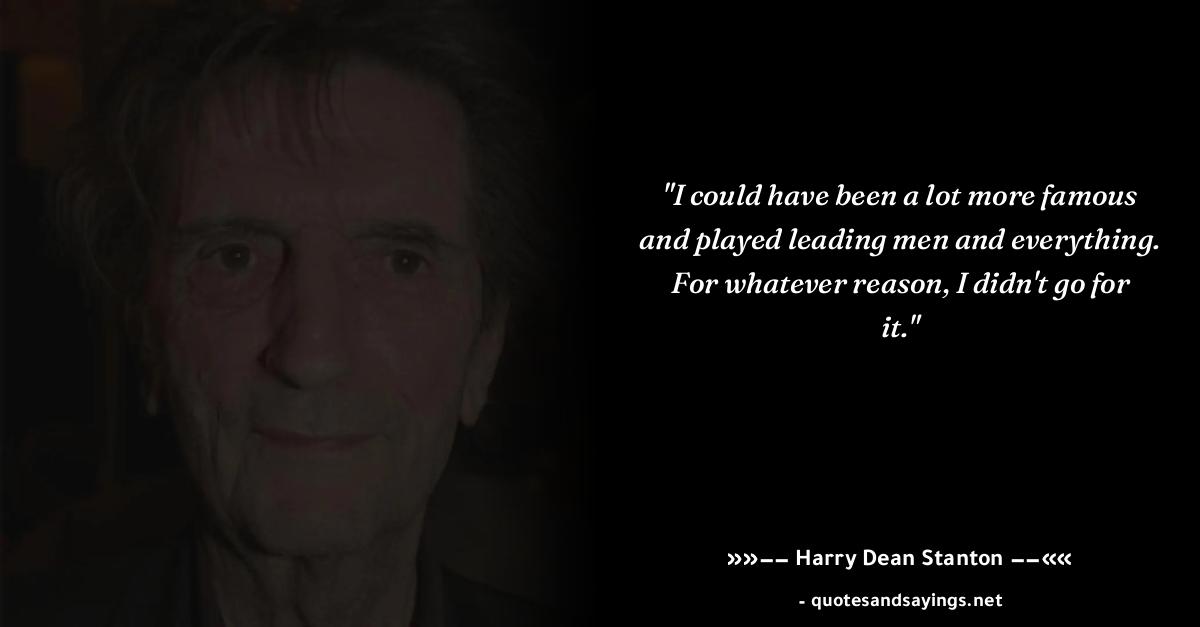 "I could have been a lot more famous
and played leading men and everything.
For whatever reason, I didn't go for
it."
»»−− Harry Dean Stanton −−««
- quotesandsayings.net